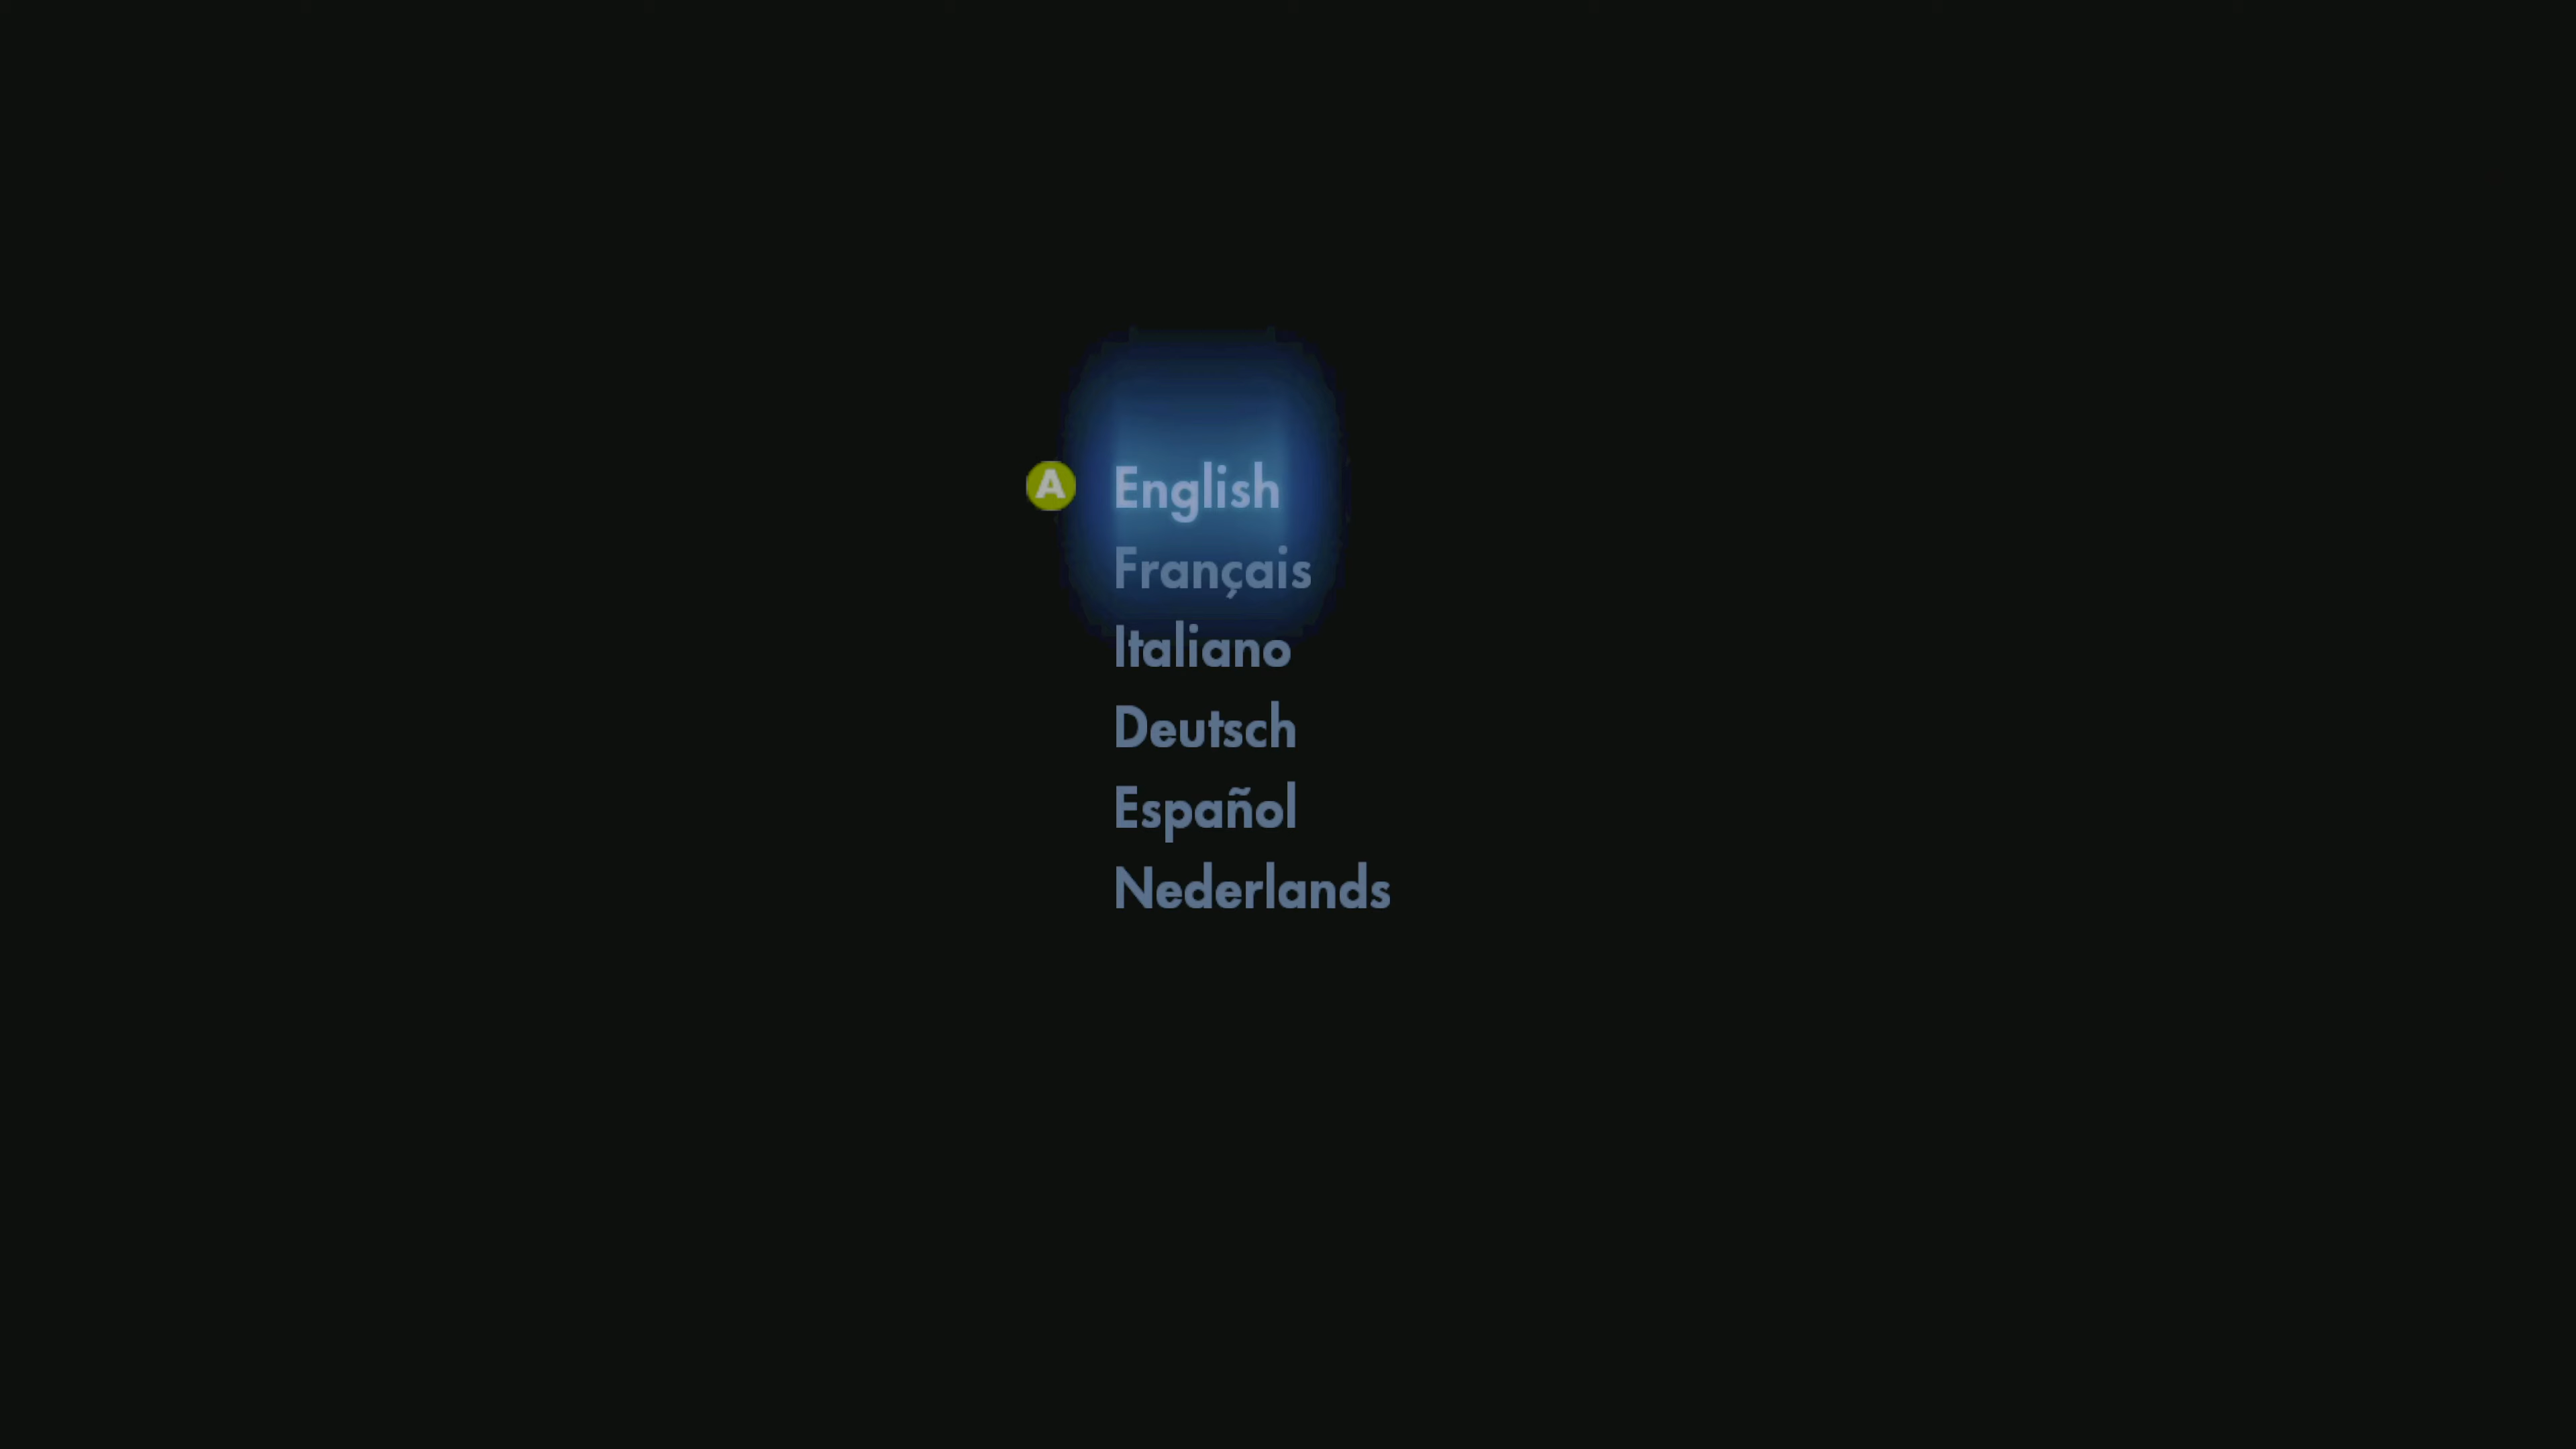 A English
Français
Italiano
Deutsch
Español
Nederlands